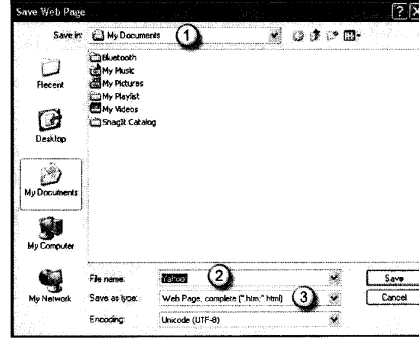 Save Web Page
Save in: My Documents 1
Bluetooth
My Music
My Pictures
My Playlist
My Videos
SnagIt Catalog
Recent
Desktop
My Documents
My Computer
My Network
File name: Yahoo! 2 Save
Save as type: Web Page, complete (*.htm;*.html) 3 Cancel
Encoding: Unicode (UTF-8)